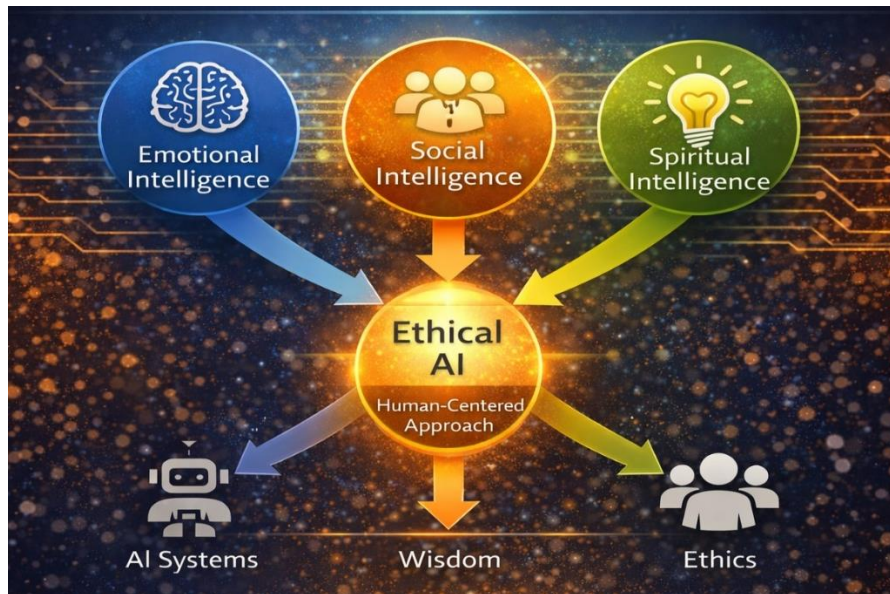 Emotional
Intelligence
Social
Intelligence
Spiritual
Intelligence
Ethical
AI
Human-Centered
Approach
AI Systems
Wisdom
Ethics